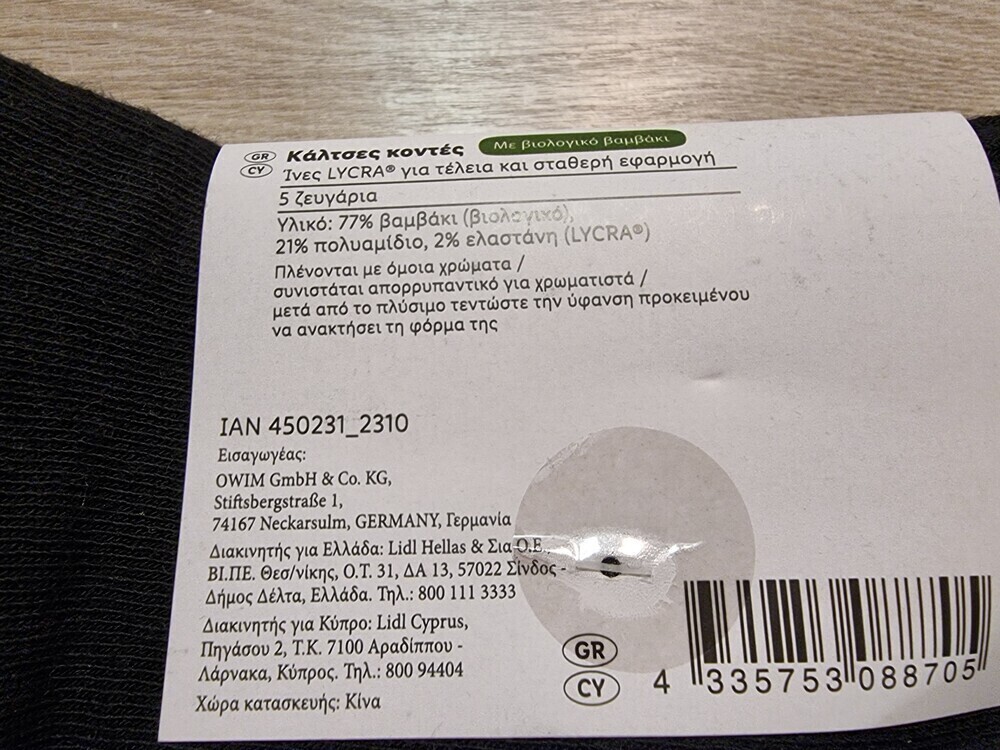 GR Κάλτσες κοντές Με βιολογικό βαμβάκι
CY Ίνες LYCRA® για τέλεια και σταθερή εφαρμογή
5 ζευγάρια
Υλικό: 77% βαμβάκι (βιολογικό),
21% πολυαμίδιο, 2% ελαστάνη (LYCRA®)
Πλένονται με όμοια χρώματα /
συνιστάται απορρυπαντικό για χρωματιστά /
μετά από το πλύσιμο τεντώστε την ύφανση προκειμένου
να ανακτήσει τη φόρμα της
IAN 450231_2310
Εισαγωγέας:
OWIM GmbH & Co. KG,
Stiftsbergstraße 1,
74167 Neckarsulm, GERMANY, Γερμανία
Διακινητής για Ελλάδα: Lidl Hellas & Σια Ο.Ε.,
ΒΙ.ΠΕ. Θεσ/νίκης, Ο.Τ. 31, ΔΑ 13, 57022 Σίνδος -
Δήμος Δέλτα, Ελλάδα. Τηλ.: 800 111 3333
Διακινητής για Κύπρο: Lidl Cyprus,
Πηγάσου 2, Τ.Κ. 7100 Αραδίππου -
Λάρνακα, Κύπρος. Τηλ.: 800 94404
Χώρα κατασκευής: Κίνα
GR
CY
4 335753 088705